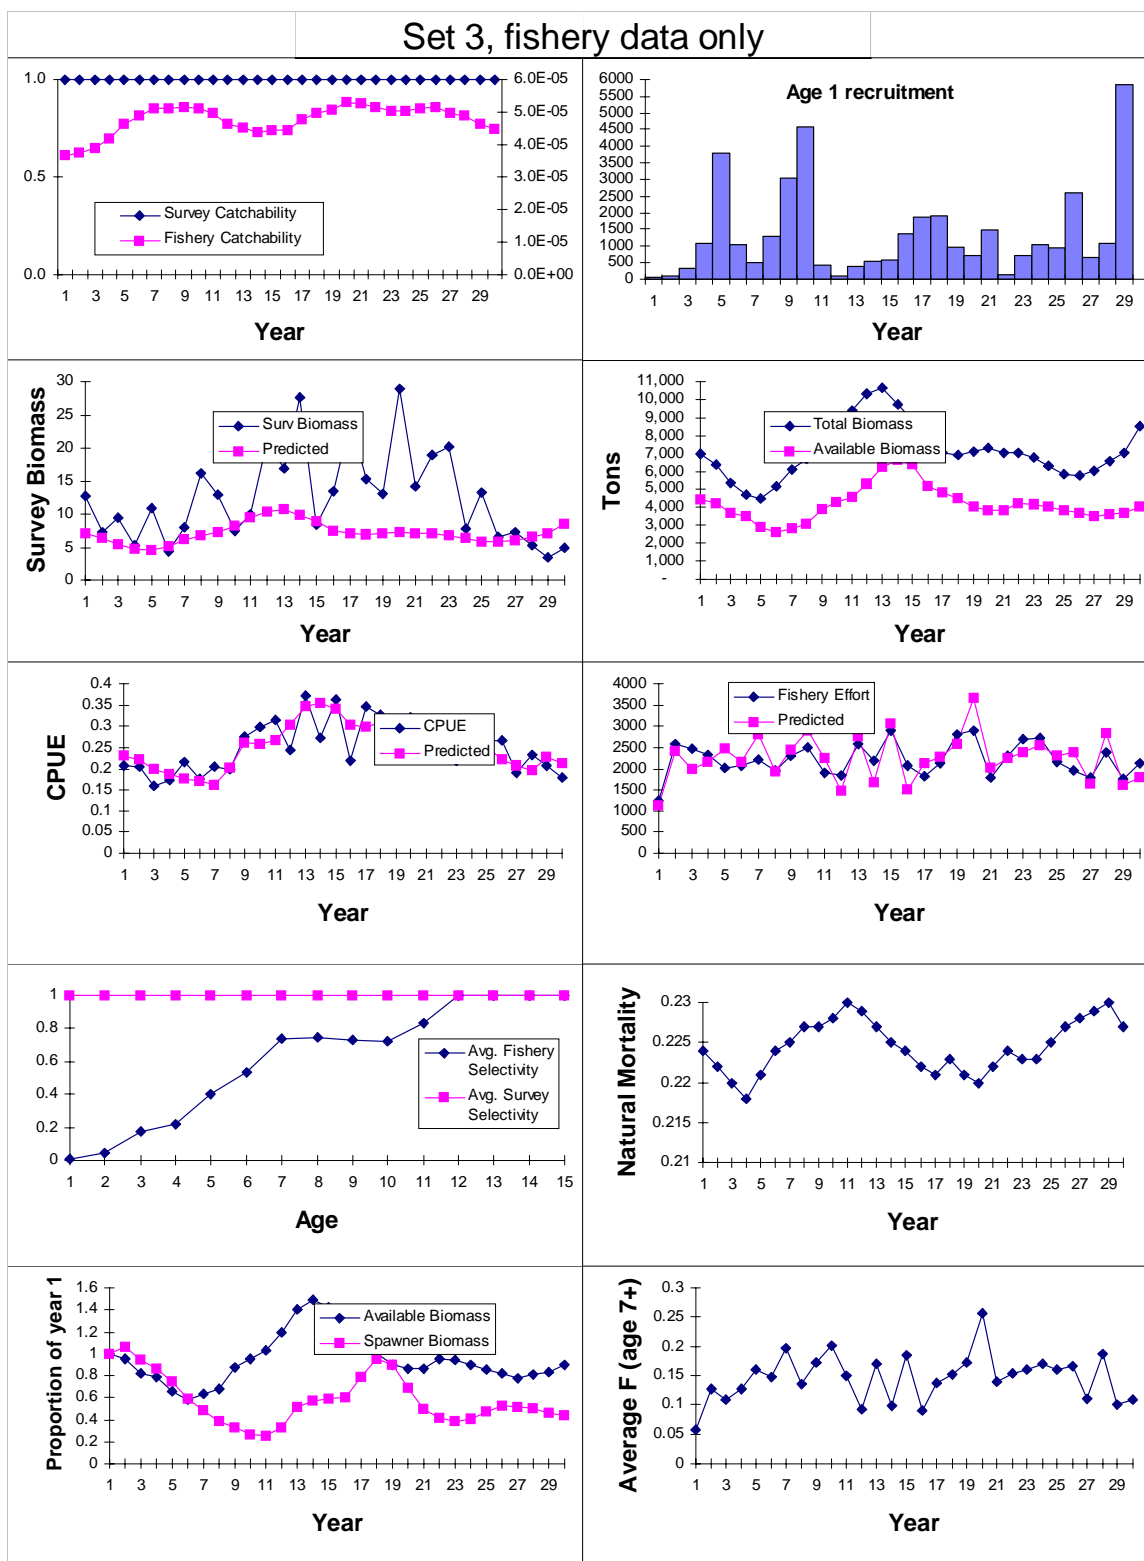 Set 3, fishery data only
1.0
0.5
0.0
6.0E-05
5.0E-05
4.0E-05
3.0E-05
2.0E-05
1.0E-05
0.0E+00
Survey Catchability
Fishery Catchability
1 3 5 7 9 11 13 15 17 19 21 23 25 27 29
Year
Age 1 recruitment
6000
5500
5000
4500
4000
3500
3000
2500
2000
1500
1000
500
0
1 3 5 7 9 11 13 15 17 19 21 23 25 27 29
Year
Survey Biomass
30
25
20
15
10
5
0
Surv Biomass
Predicted
1 3 5 7 9 11 13 15 17 19 21 23 25 27 29
Year
Tons
11,000
10,000
9,000
8,000
7,000
6,000
5,000
4,000
3,000
2,000
1,000
-
Total Biomass
Available Biomass
1 3 5 7 9 11 13 15 17 19 21 23 25 27 29
Year
CPUE
0.4
0.35
0.3
0.25
0.2
0.15
0.1
0.05
0
CPUE
Predicted
1 3 5 7 9 11 13 15 17 19 21 23 25 27 29
Year
4000
3500
3000
2500
2000
1500
1000
500
0
Fishery Effort
Predicted
1 3 5 7 9 11 13 15 17 19 21 23 25 27 29
Year
1
0.8
0.6
0.4
0.2
0
Avg. Fishery
Selectivity
Avg. Survey
Selectivity
1 2 3 4 5 6 7 8 9 10 11 12 13 14 15
Age
Natural Mortality
0.23
0.225
0.22
0.215
0.21
1 3 5 7 9 11 13 15 17 19 21 23 25 27 29
Year
Proportion of year 1
1.6
1.4
1.2
1
0.8
0.6
0.4
0.2
0
Available Biomass
Spawner Biomass
1 3 5 7 9 11 13 15 17 19 21 23 25 27 29
Year
Average F (age 7+)
0.3
0.25
0.2
0.15
0.1
0.05
0
1 3 5 7 9 11 13 15 17 19 21 23 25 27 29
Year